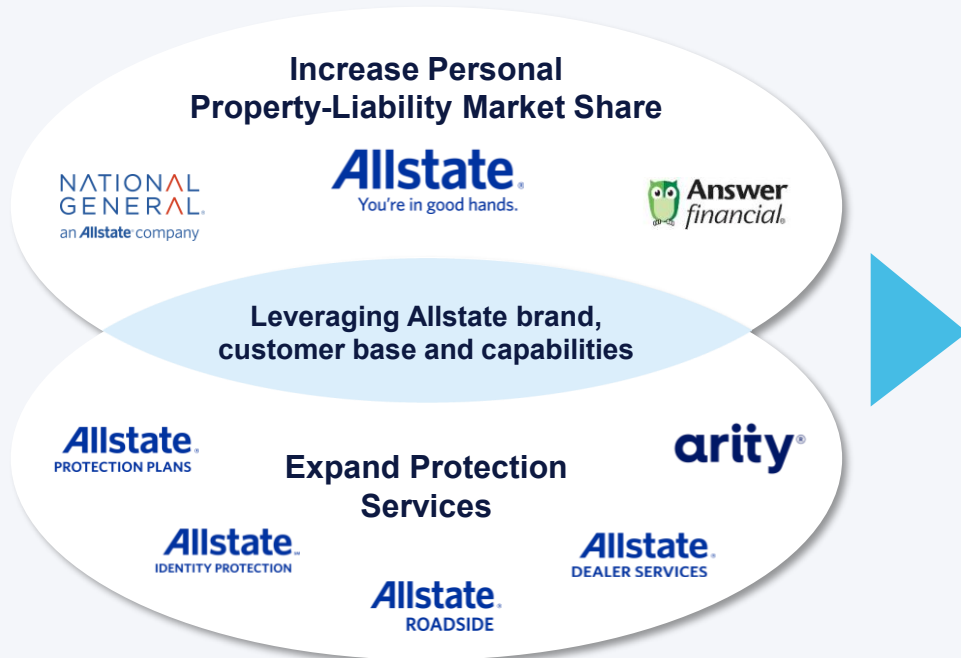 Increase Personal
Property-Liability Market Share
NATIONAL
GENERAL®
an Allstate company
Allstate®
You're in good hands.
Answer
financial®
Leveraging Allstate brand,
customer base and capabilities
Allstate®
PROTECTION PLANS
Expand Protection
Services
arity®
Allstate
IDENTITY PROTECTION
Allstate®
ROADSIDE
Allstate®
DEALER SERVICES